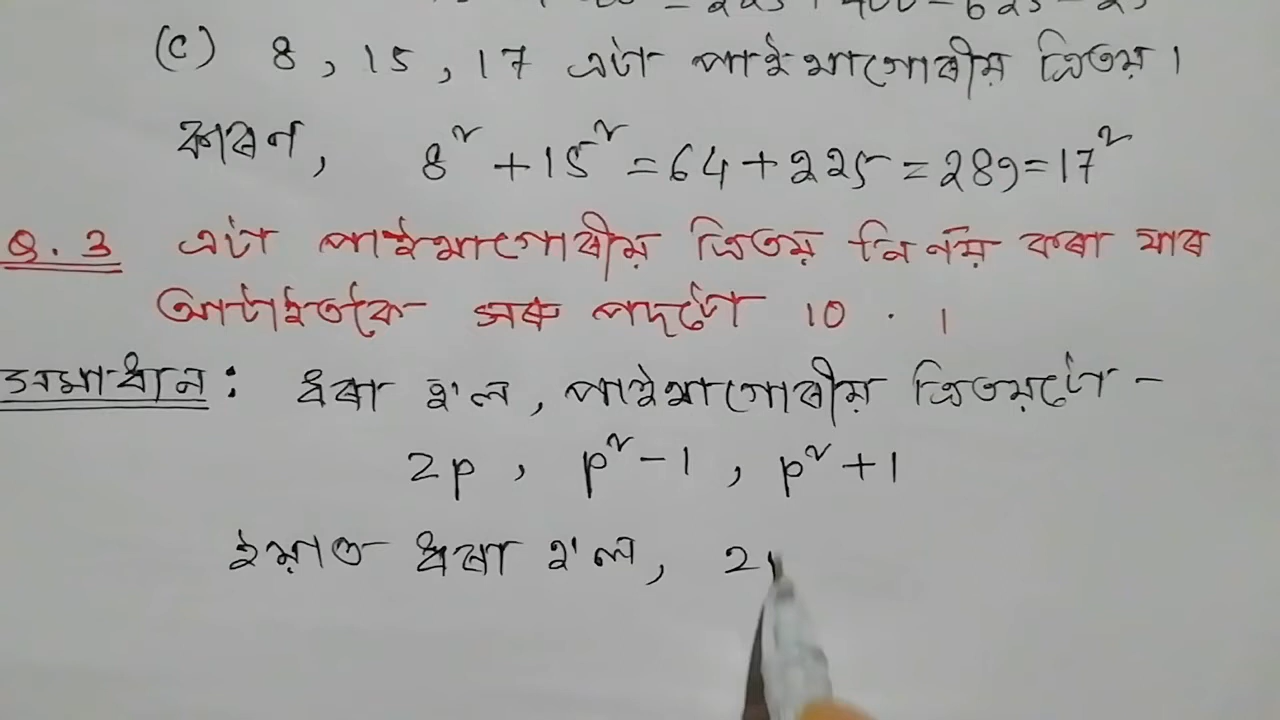 (c) 8, 15, 17 এটা পাইথাগোৰীয় ত্ৰিতয়।
কাৰণ, 8² + 15² = 64 + 225 = 289 = 17²
Q.3 এটা পাইথাগোৰীয় ত্ৰিতয় নিৰ্ণয় কৰা যাৰ
আটাইতকৈ সৰু পদটো 10.।
সমাধান: ধৰা হ'ল, পাইথাগোৰীয় ত্ৰিতয়টো -
2p, p² - 1, p² + 1
ইয়াত ধৰা হ'ল, 2